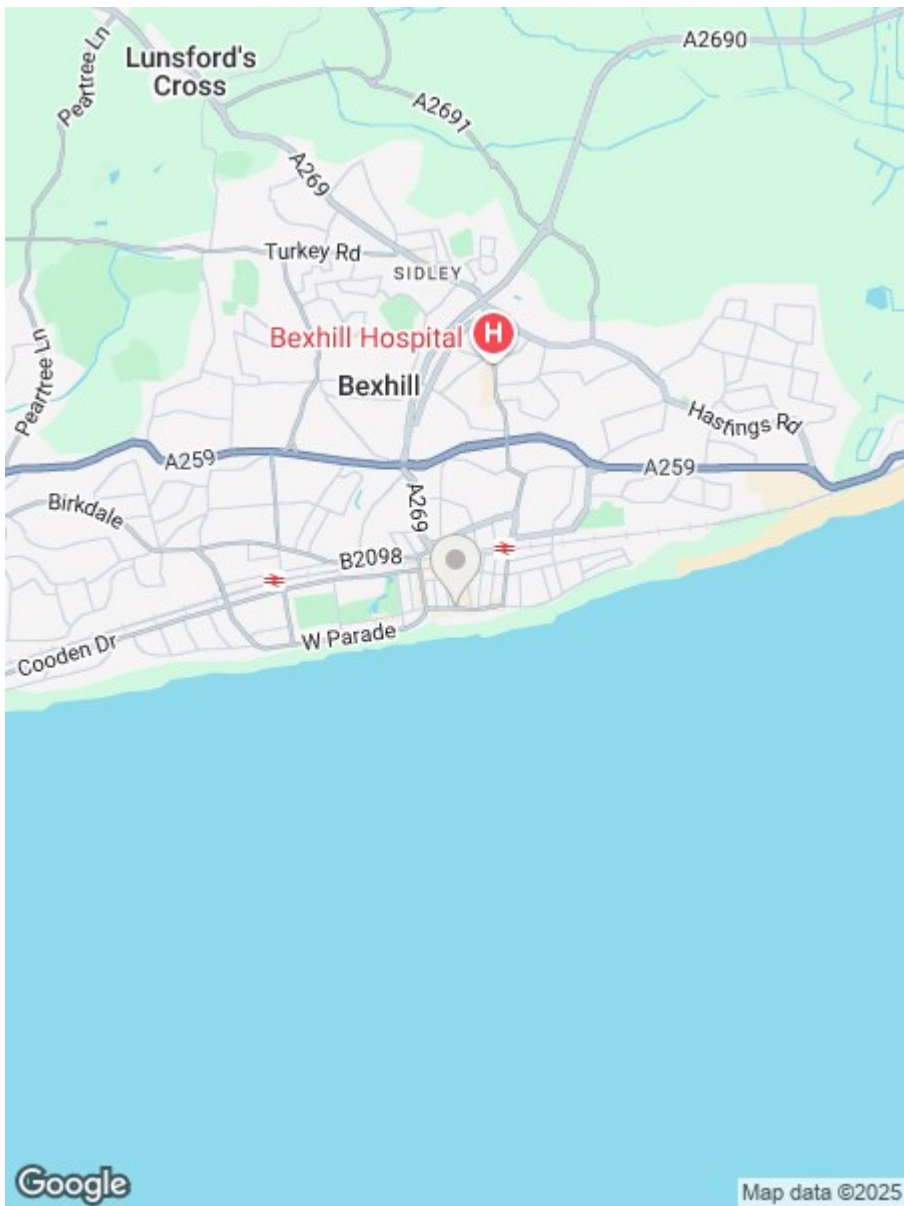 A2690
Lunsford's
Cross
Peartree Ln
A2691
A269
Turkey Rd
SIDLEY
Bexhill Hospital
H
Bexhill
Peartree Ln
Hastings Rd
A259
A259
Birkdale
A269
B2098
W Parade
Cooden Dr
Google
Map data ©2025